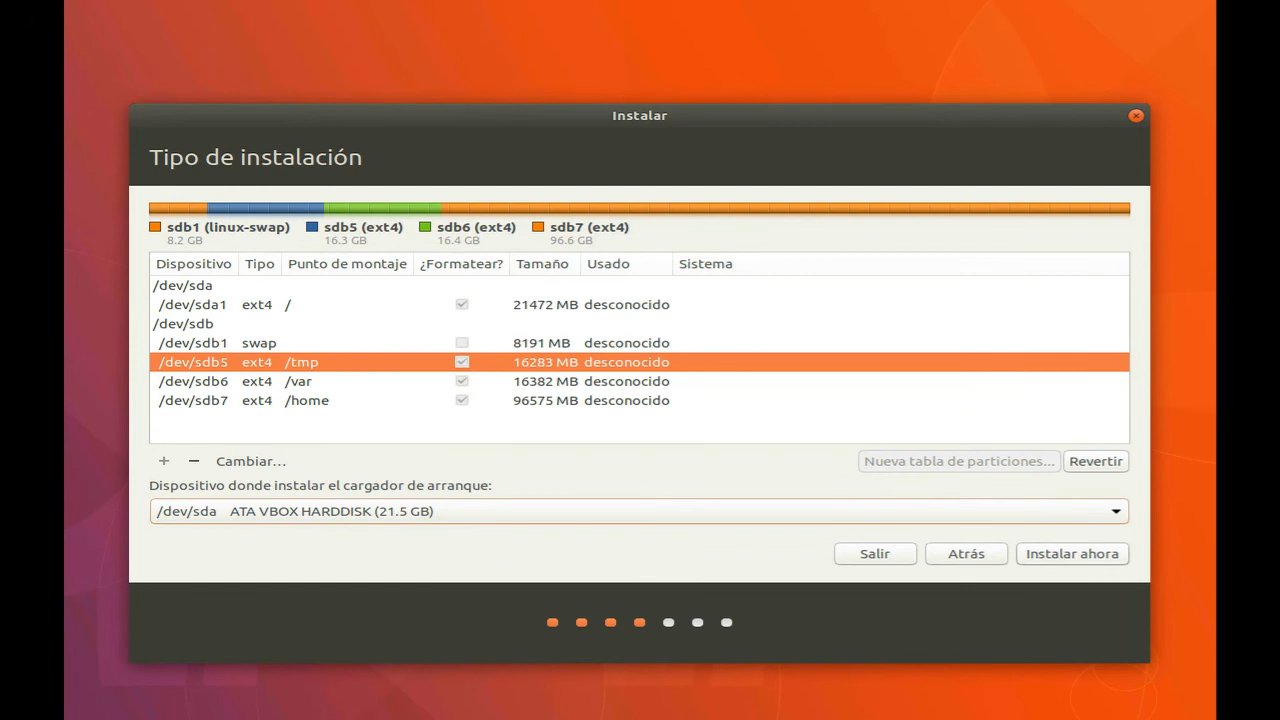 Instalar
Tipo de instalación
sdb1 (linux-swap) sdb5 (ext4) sdb6 (ext4) sdb7 (ext4)
8.2 GB 16.3 GB 16.4 GB 96.6 GB
Dispositivo Tipo Punto de montaje ¿Formatear? Tamaño Usado Sistema
/dev/sda
/dev/sda1 ext4 / 21472 MB desconocido
/dev/sdb
/dev/sdb1 swap 8191 MB desconocido
/dev/sdb5 ext4 /tmp 16283 MB desconocido
/dev/sdb6 ext4 /var 16382 MB desconocido
/dev/sdb7 ext4 /home 96575 MB desconocido
+ − Cambiar... Nueva tabla de particiones... Revertir
Dispositivo donde instalar el cargador de arranque:
/dev/sda ATA VBOX HARDDISK (21.5 GB)
Salir Atrás Instalar ahora